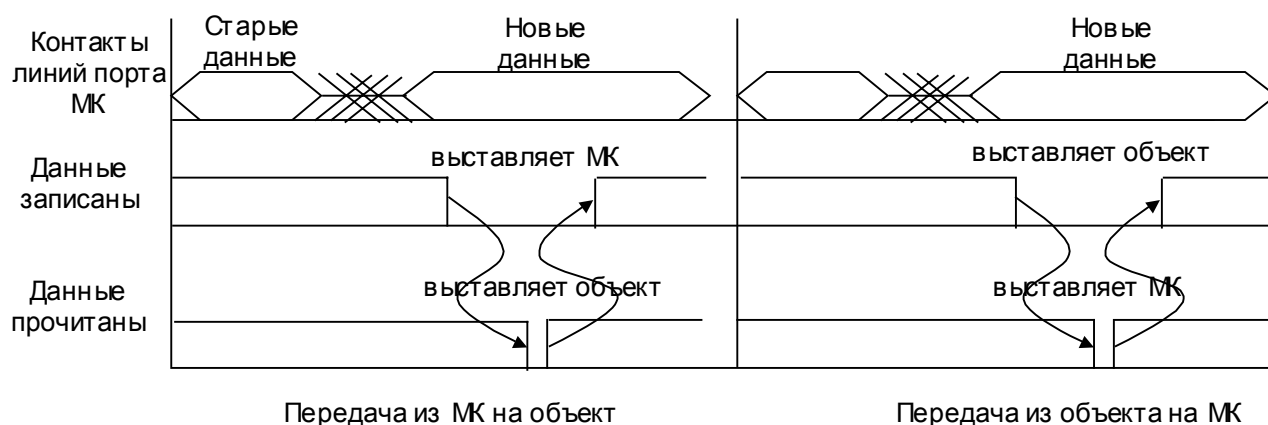 Контакты
линий порта
МК
Старые
данные
Новые
данные
Новые
данные
Данные
записаны
выставляет МК
выставляет объект
Данные
прочитаны
выставляет объект
выставляет МК
Передача из МК на объект
Передача из объекта на МК